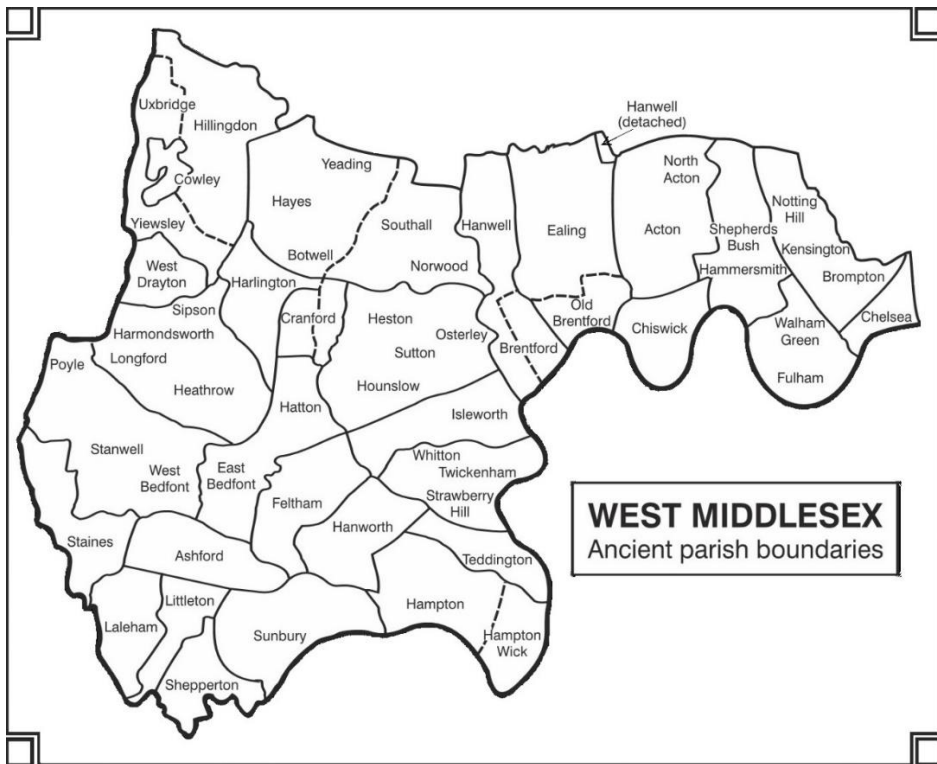 Hanwell
(detached)
Uxbridge
Hillingdon
Yeading
North
Acton
Cowley
Hayes
Notting
Hill
Yiewsley
Southall
Hanwell
Ealing
Acton
Shepherds
Bush
Kensington
Botwell
West
Drayton
Norwood
Hammersmith
Brompton
Harlington
Sipson
Cranford
Heston
Old
Brentford
Chelsea
Harmondsworth
Osterley
Chiswick
Walham
Green
Longford
Sutton
Brentford
Poyle
Heathrow
Hounslow
Fulham
Hatton
Isleworth
Stanwell
Whitton
West
Bedfont
East
Bedfont
Twickenham
Feltham
Strawberry
Hill
WEST MIDDLESEX
Ancient parish boundaries
Hanworth
Staines
Ashford
Teddington
Littleton
Laleham
Hampton
Sunbury
Hampton
Wick
Shepperton